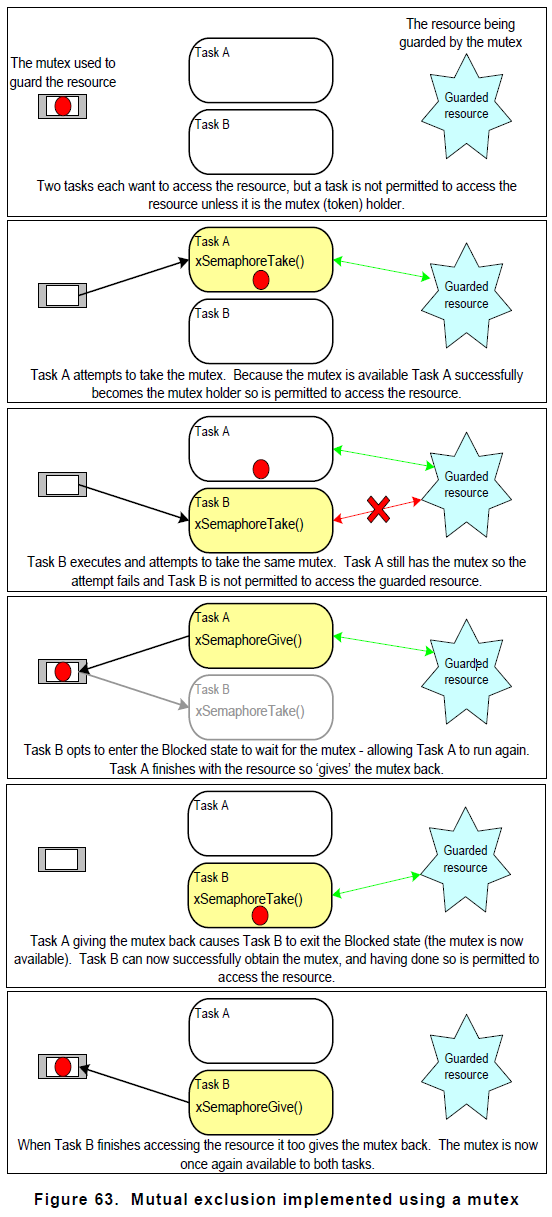 The mutex used to
guard the resource
Task A
Task B
The resource being
guarded by the mutex
Guarded
resource
Two tasks each want to access the resource, but a task is not permitted to access the
resource unless it is the mutex (token) holder.
Task A
xSemaphoreTake()
Task B
Guarded
resource
Task A attempts to take the mutex. Because the mutex is available Task A successfully
becomes the mutex holder so is permitted to access the resource.
Task A
Task B
xSemaphoreTake()
Guarded
resource
Task B executes and attempts to take the same mutex. Task A still has the mutex so the
attempt fails and Task B is not permitted to access the guarded resource.
Task A
xSemaphoreGive()
Task B
xSemaphoreTake()
Guarded
resource
Task B opts to enter the Blocked state to wait for the mutex - allowing Task A to run again.
Task A finishes with the resource so ‘gives’ the mutex back.
Task A
Task B
xSemaphoreTake()
Guarded
resource
Task A giving the mutex back causes Task B to exit the Blocked state (the mutex is now
available). Task B can now successfully obtain the mutex, and having done so is permitted to
access the resource.
Task A
Task B
xSemaphoreGive()
Guarded
resource
When Task B finishes accessing the resource it too gives the mutex back. The mutex is now
once again available to both tasks.
Figure 63. Mutual exclusion implemented using a mutex